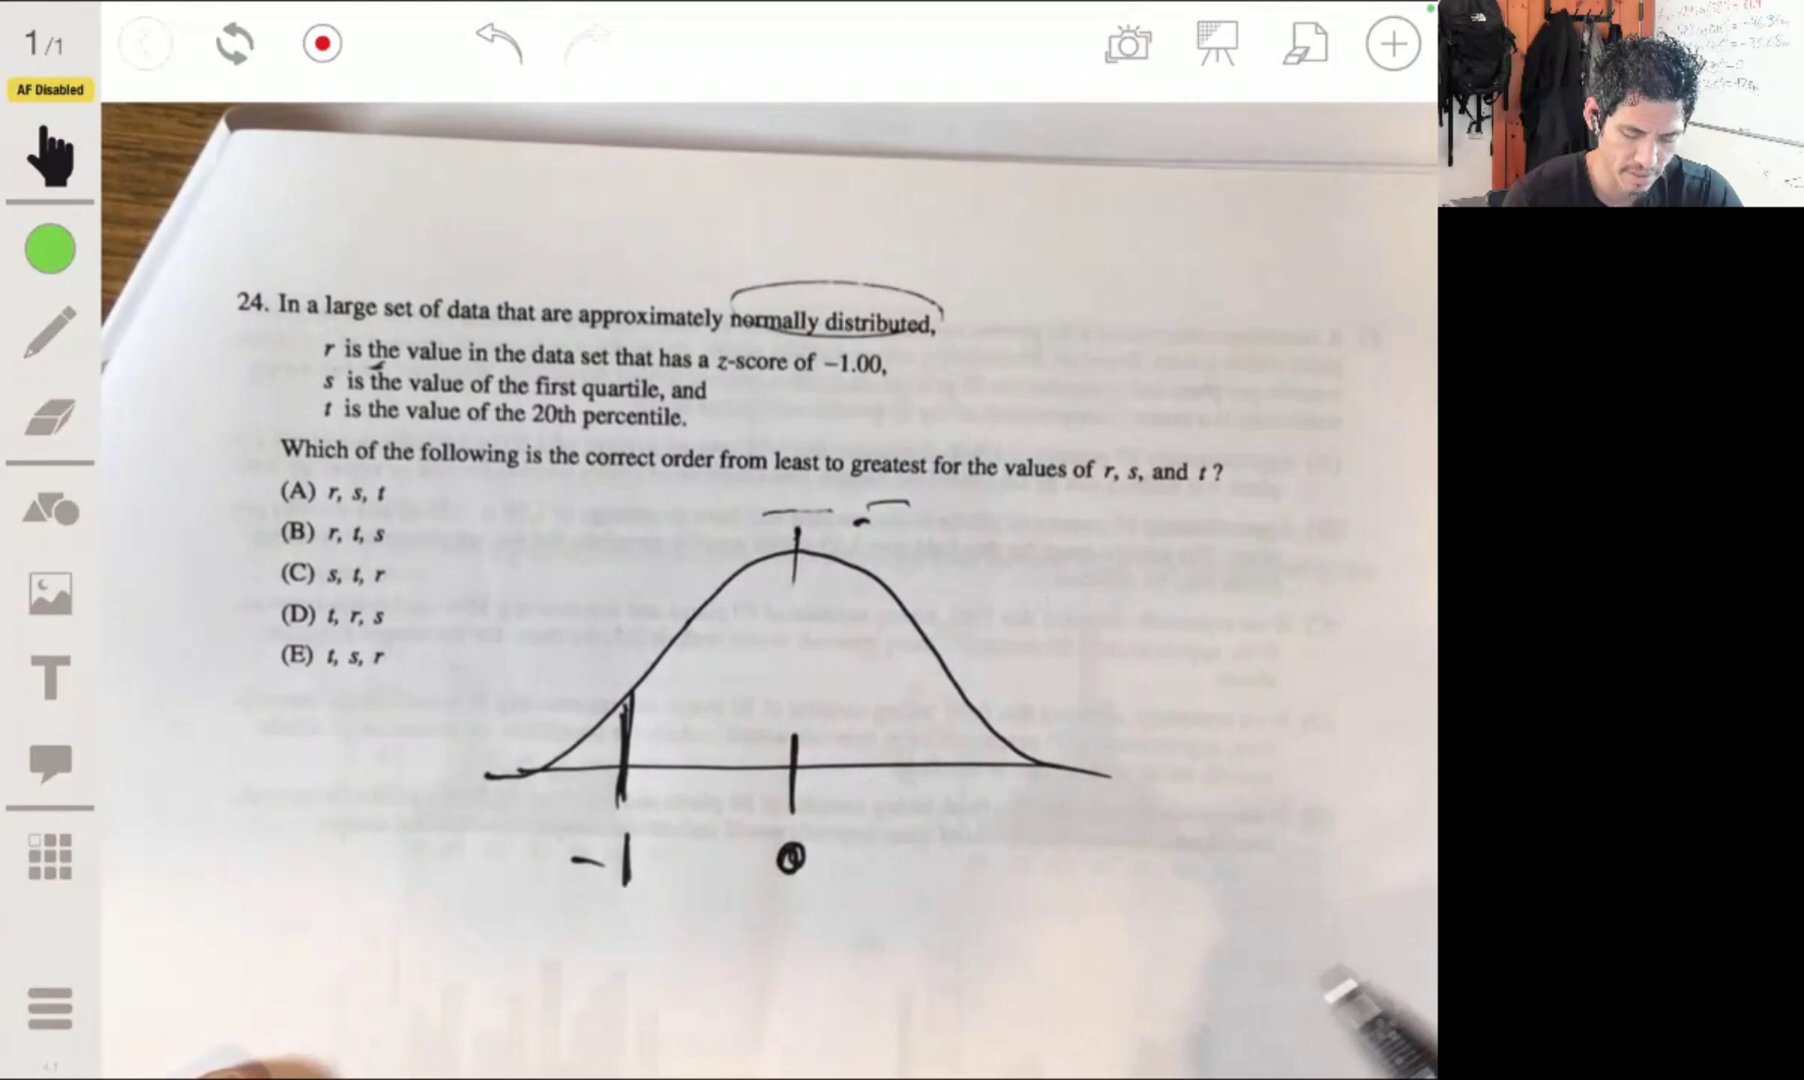 1/1
AF Disabled
24. In a large set of data that are approximately normally distributed,
r is the value in the data set that has a z-score of −1.00,
s is the value of the first quartile, and
t is the value of the 20th percentile.
Which of the following is the correct order from least to greatest for the values of r, s, and t?
(A) r, s, t
(B) r, t, s
(C) s, t, r
(D) t, r, s
(E) t, s, r
-1 0
T